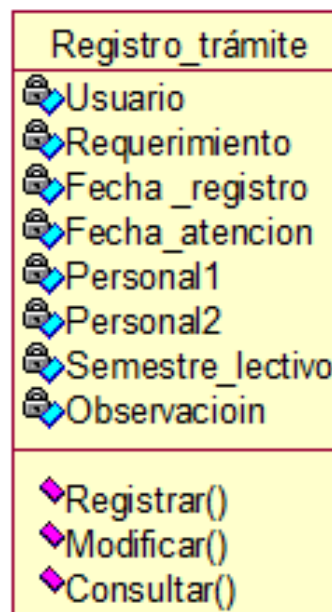 Registro_trámite
Usuario
Requerimiento
Fecha _registro
Fecha_atencion
Personal1
Personal2
Semestre_lectivo
Observacioin
Registrar()
Modificar()
Consultar()